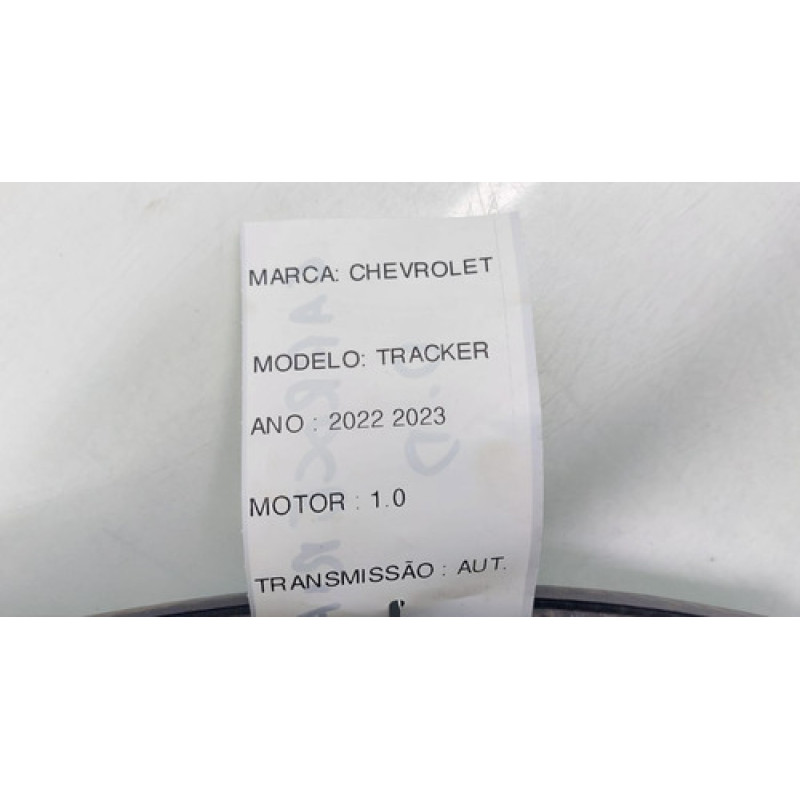 MARCA: CHEVROLET
MODELO: TRACKER
ANO : 2022 2023
MOTOR : 1.0
TRANSMISSÃO : AUT.